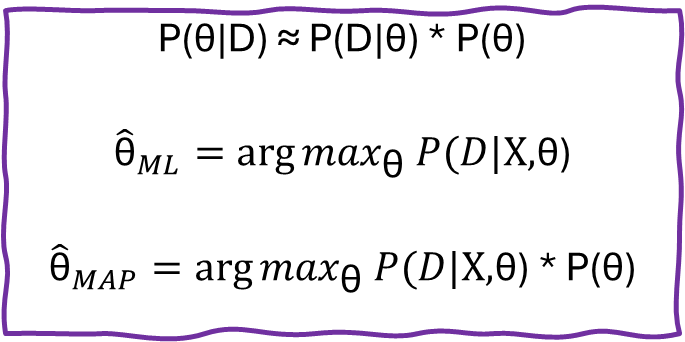 P(θ|D) ≈ P(D|θ) * P(θ)
θ̂_ML = arg max_θ P(D|X,θ)
θ̂_MAP = arg max_θ P(D|X,θ) * P(θ)